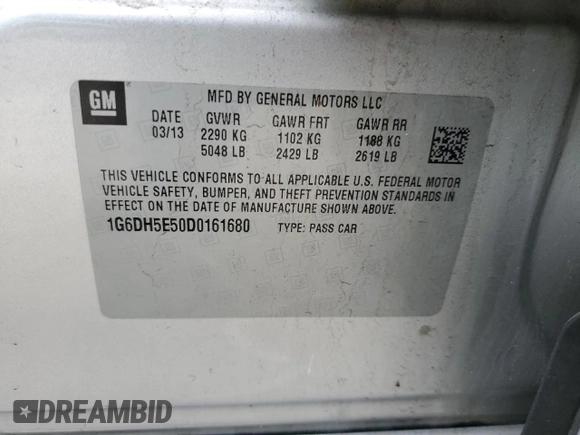 GM
MFD BY GENERAL MOTORS LLC
DATE GVWR GAWR FRT GAWR RR
03/13 2290 KG 1102 KG 1188 KG
5048 LB 2429 LB 2619 LB
THIS VEHICLE CONFORMS TO ALL APPLICABLE U.S. FEDERAL MOTOR
VEHICLE SAFETY, BUMPER, AND THEFT PREVENTION STANDARDS IN
EFFECT ON THE DATE OF MANUFACTURE SHOWN ABOVE.
1G6DH5E50D0161680 TYPE: PASS CAR
DREAMBID